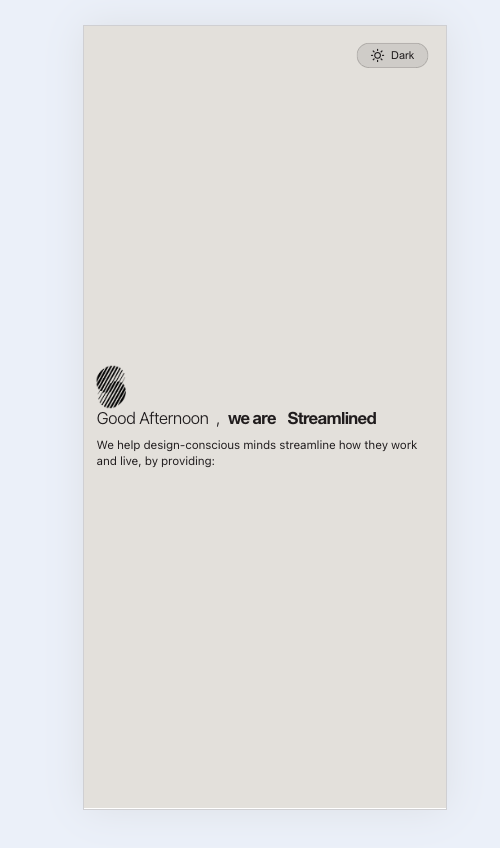 Dark
Good Afternoon , we are Streamlined
We help design-conscious minds streamline how they work
and live, by providing: